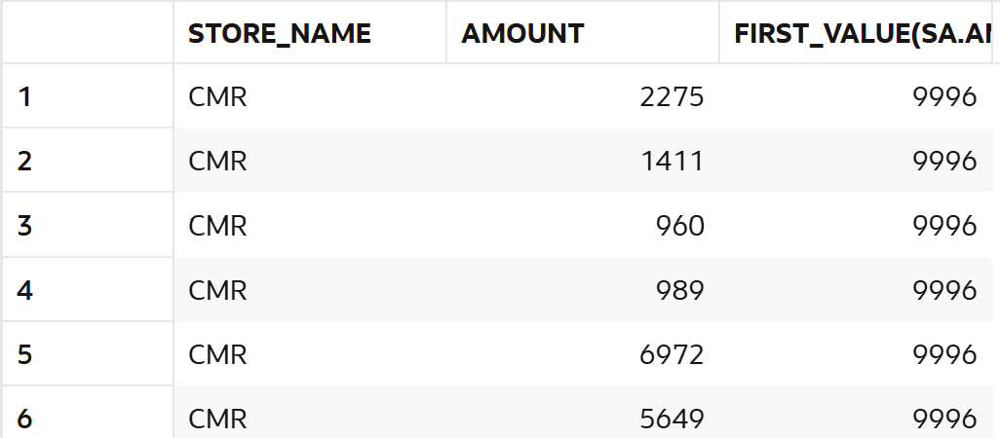 STORE_NAME AMOUNT FIRST_VALUE(SA.AM
1 CMR 2275 9996
2 CMR 1411 9996
3 CMR 960 9996
4 CMR 989 9996
5 CMR 6972 9996
6 CMR 5649 9996